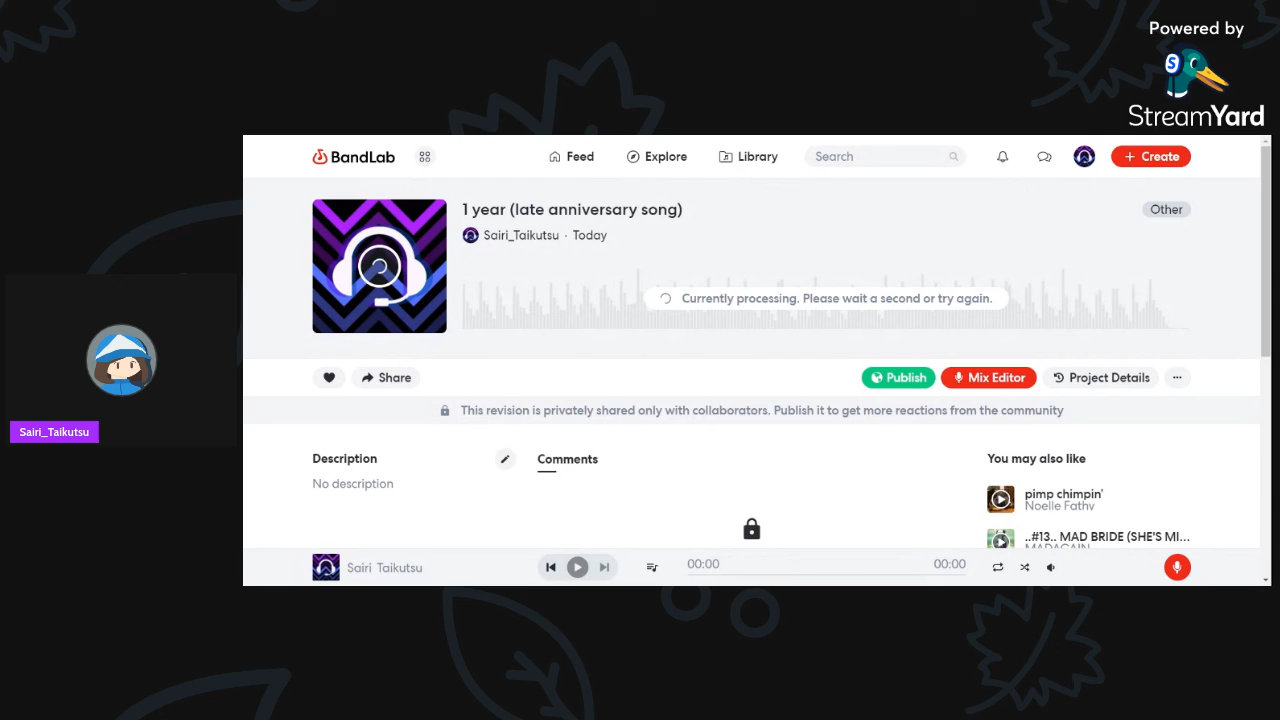 Powered by
StreamYard
BandLab
Feed
Explore
Library
Search
+ Create
1 year (late anniversary song)
Other
Sairi_Taikutsu · Today
Currently processing. Please wait a second or try again.
Share
Publish
Mix Editor
Project Details
This revision is privately shared only with collaborators. Publish it to get more reactions from the community
Description
Comments
You may also like
No description
pimp chimpin'
Noelle Fathv
..#13.. MAD BRIDE (SHE'S MI...
MADAGAIN
Sairi_Taikutsu
Sairi Taikutsu
00:00
00:00